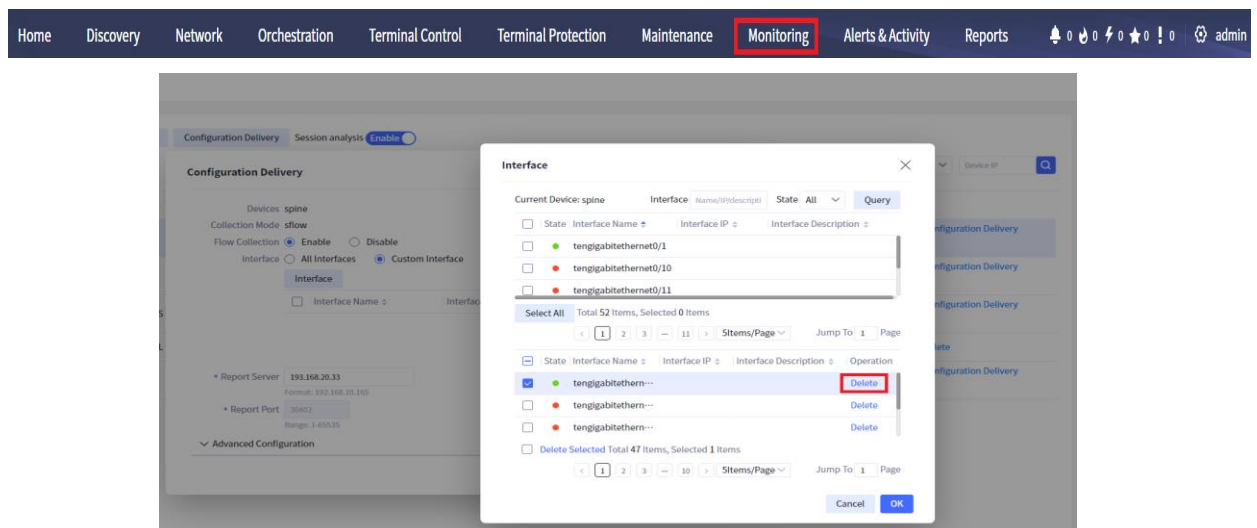 Home Discovery Network Orchestration Terminal Control Terminal Protection Maintenance Monitoring Alerts & Activity Reports 0 0 0 0 0 admin
Configuration Delivery Session analysis Enable
Configuration Delivery
Devices spine
Collection Mode sflow
Flow Collection Enable Disable
Interface All Interfaces Custom Interface
Interface
Interface Name
* Report Server 193.168.20.33
Format: 192.168.10.165
* Report Port 30602
Range: 1-65535
Advanced Configuration
Interface
Current Device: spine Interface Name/IP/descripti State All Query
State Interface Name Interface IP Interface Description
tengigabitethernet0/1
tengigabitethernet0/10
tengigabitethernet0/11
Select All Total 52 Items, Selected 0 Items
< 1 2 3 — 11 > 5Items/Page Jump To 1 Page
State Interface Name Interface IP Interface Description Operation
tengigabitethern··· Delete
tengigabitethern··· Delete
tengigabitethern··· Delete
Delete Selected Total 47 Items, Selected 1 Items
< 1 2 3 — 10 > 5Items/Page Jump To 1 Page
Cancel OK
Device IP
nfiguration Delivery
nfiguration Delivery
nfiguration Delivery
lete
nfiguration Delivery